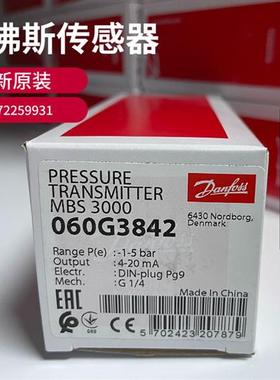 佛斯传感器
新原装
72259931
PRESSURE
TRANSMITTER
MBS 3000
060G3842
Danfoss
6430 Nordborg,
Denmark
Range P(e) : -1-5 bar
Output : 4-20 mA
Electr. : DIN-plug Pg9
Mech. : G 1/4
EAC
Made in China
5 702423 207879